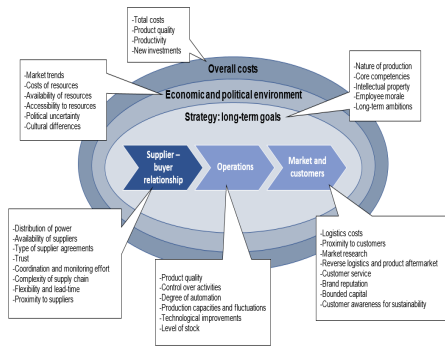 -Total costs
-Product quality
-Productivity
-New investments
Overall costs
-Market trends
-Costs of resources
-Availability of resources
-Accessibility to resources
-Political uncertainty
-Cultural differences
Economic and political environment
-Nature of production
-Core competencies
-Intellectual property
-Employee morale
-Long-term ambitions
Strategy: long-term goals
Supplier –
buyer
relationship
Operations
Market and
customers
-Distribution of power
-Availability of suppliers
-Type of supplier agreements
-Trust
-Coordination and monitoring effort
-Complexity of supply chain
-Flexibility and lead-time
-Proximity to suppliers
-Product quality
-Control over activities
-Degree of automation
-Production capacities and fluctuations
-Technological improvements
-Level of stock
-Logistics costs
-Proximity to customers
-Market research
-Reverse logistics and product aftermarket
-Customer service
-Brand reputation
-Bounded capital
-Customer awareness for sustainability